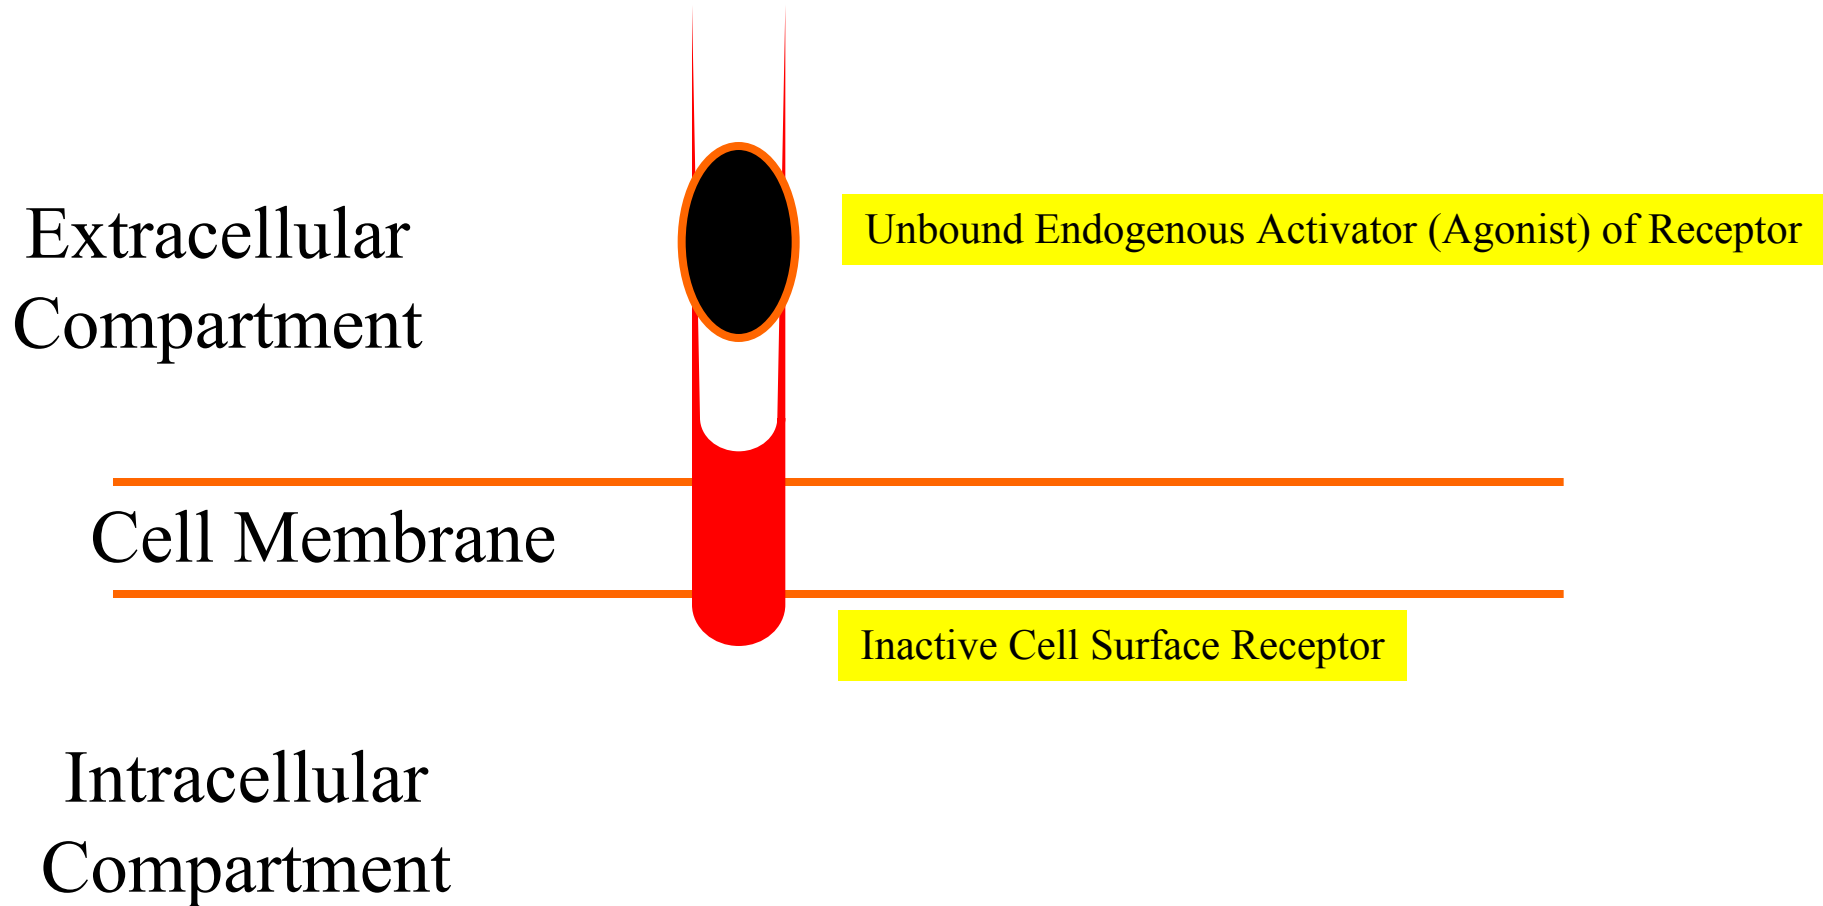 Extracellular
Compartment
Unbound Endogenous Activator (Agonist) of Receptor
Cell Membrane
Inactive Cell Surface Receptor
Intracellular
Compartment